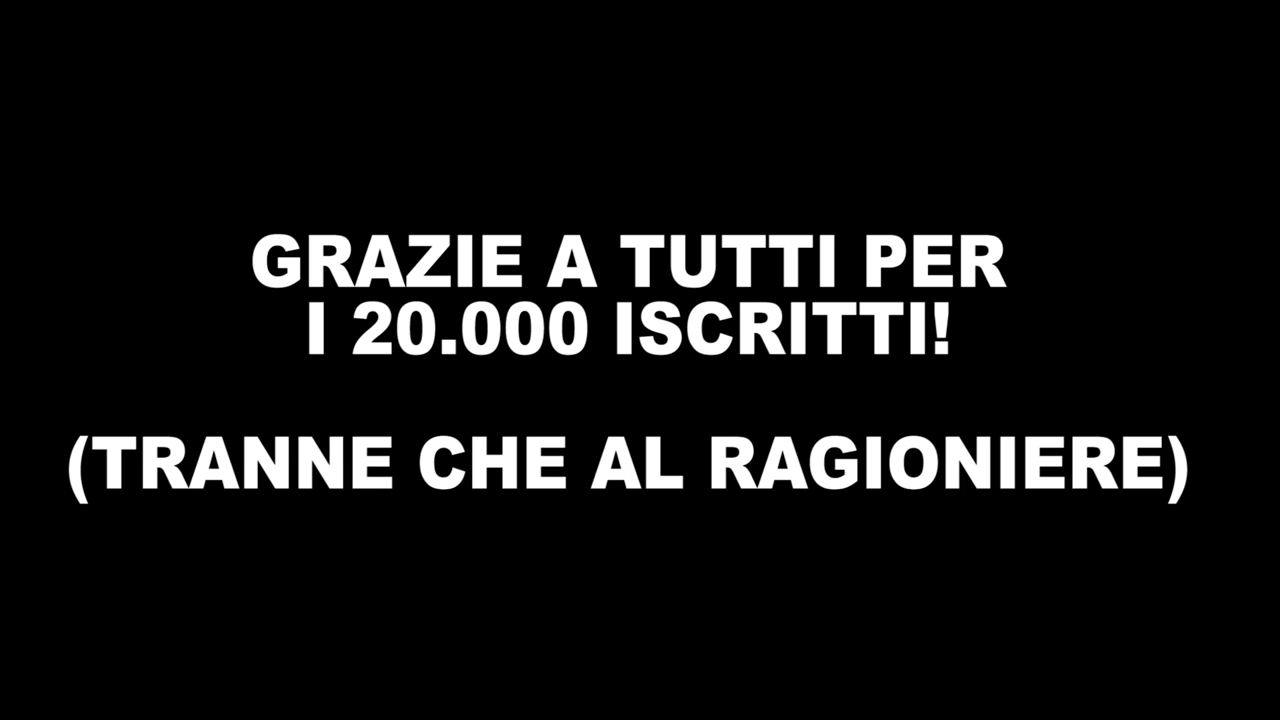 GRAZIE A TUTTI PER
I 20.000 ISCRITTI!
(TRANNE CHE AL RAGIONIERE)